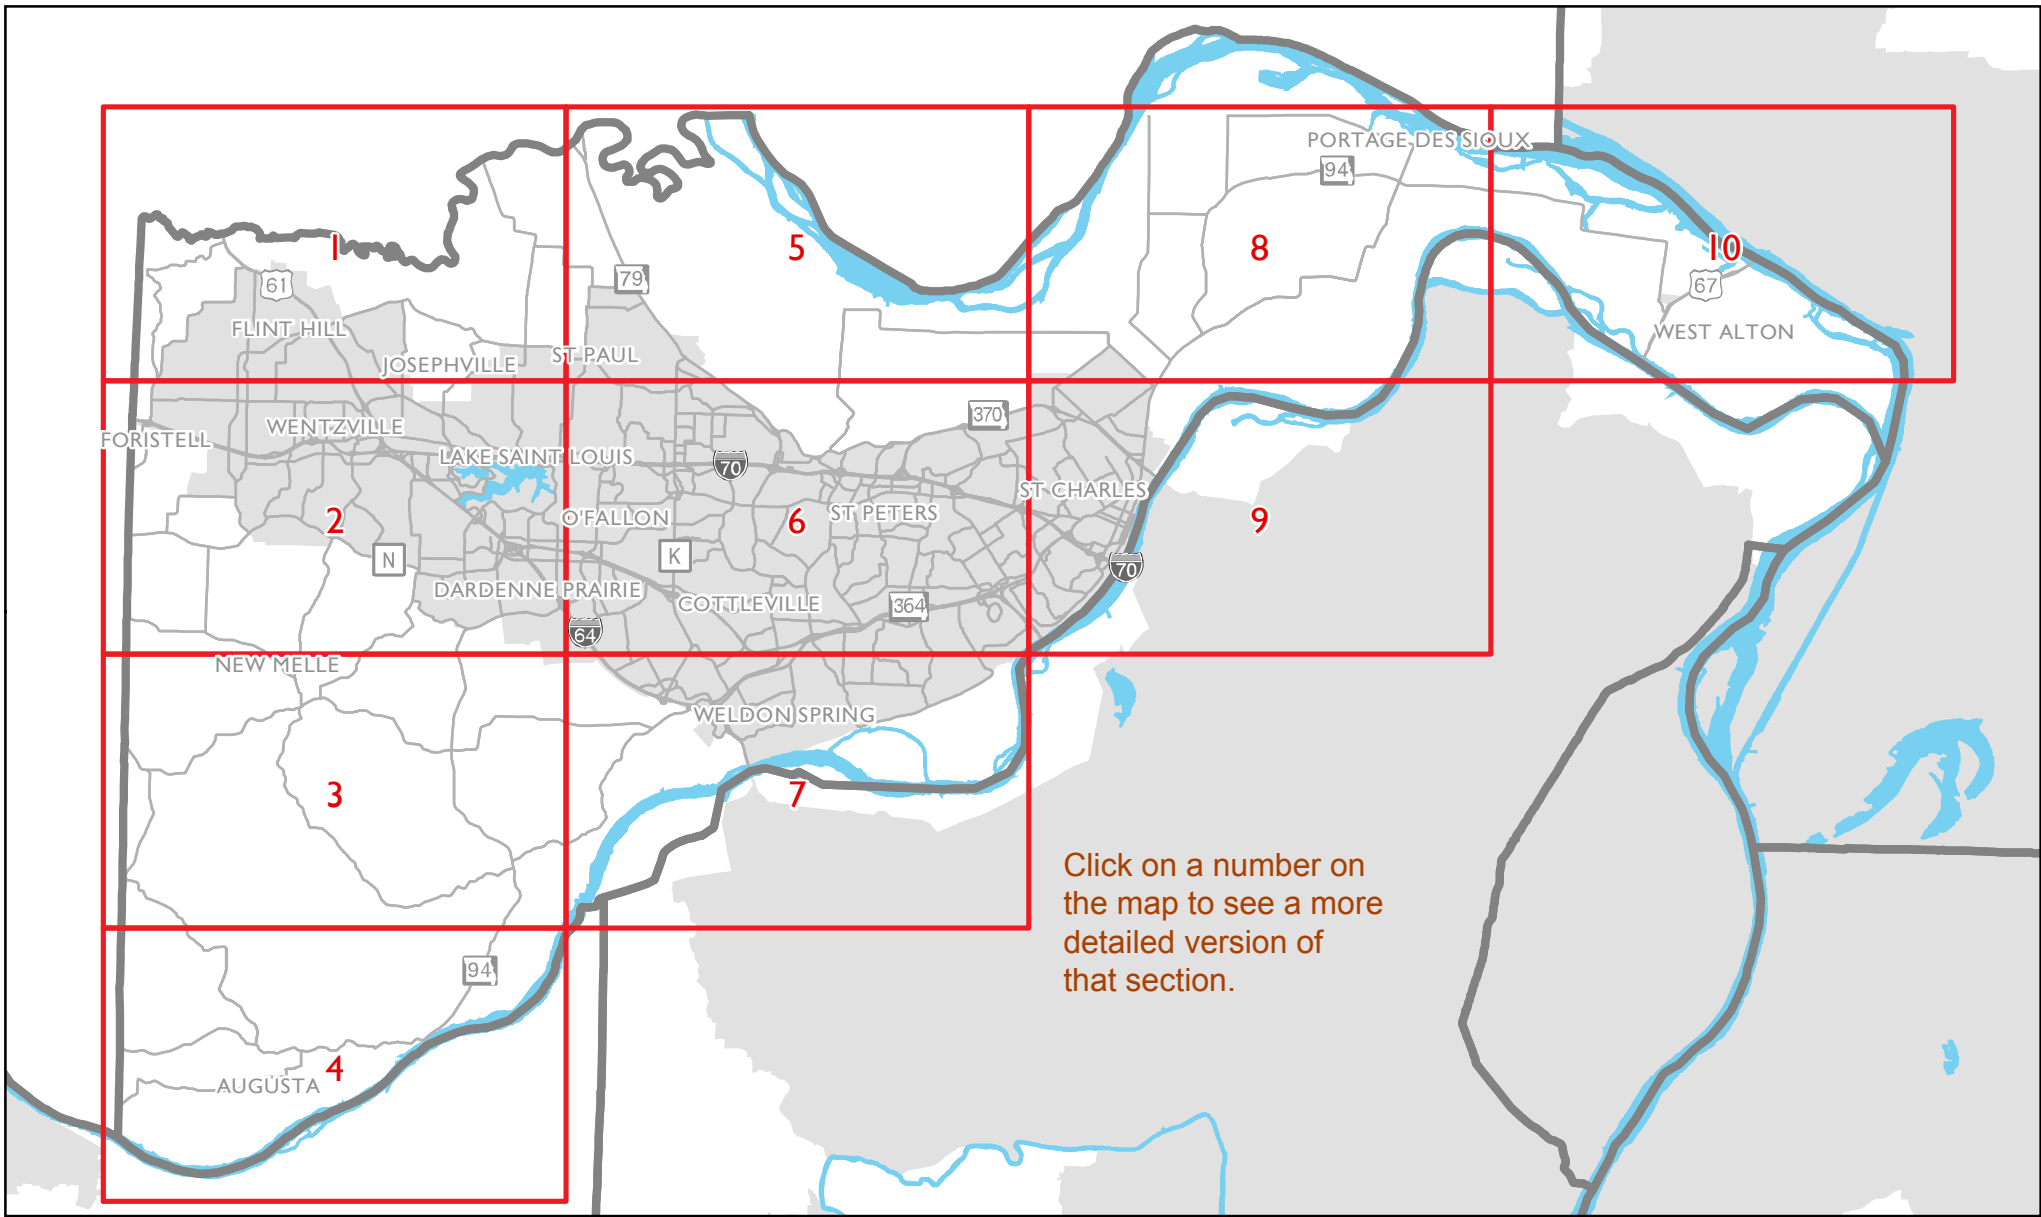 PORTAGE DES SIOUX
94
1
5
8
10
61
79
67
FLINT HILL
WEST ALTON
JOSEPHVILLE
ST PAUL
370
FORISTELL
WENTZVILLE
LAKE SAINT LOUIS
70
ST CHARLES
2
O'FALLON
6
ST PETERS
9
N
K
70
DARDENNE PRAIRIE
COTTLEVILLE
364
64
NEW MELLE
WELDON SPRING
3
7
Click on a number on
the map to see a more
detailed version of
that section.
94
4
AUGUSTA